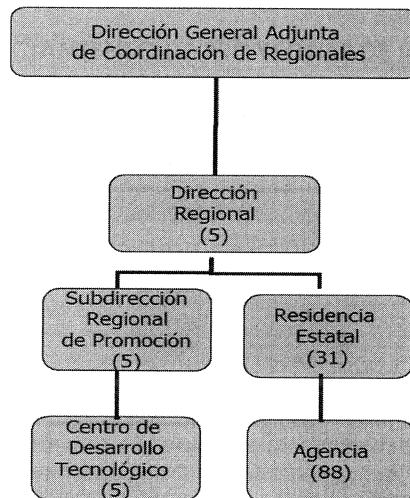 Dirección General Adjunta
de Coordinación de Regionales
Dirección
Regional
(5)
Subdirección
Regional
de Promoción
(5)
Residencia
Estatal
(31)
Centro de
Desarrollo
Tecnológico
(5)
Agencia
(88)